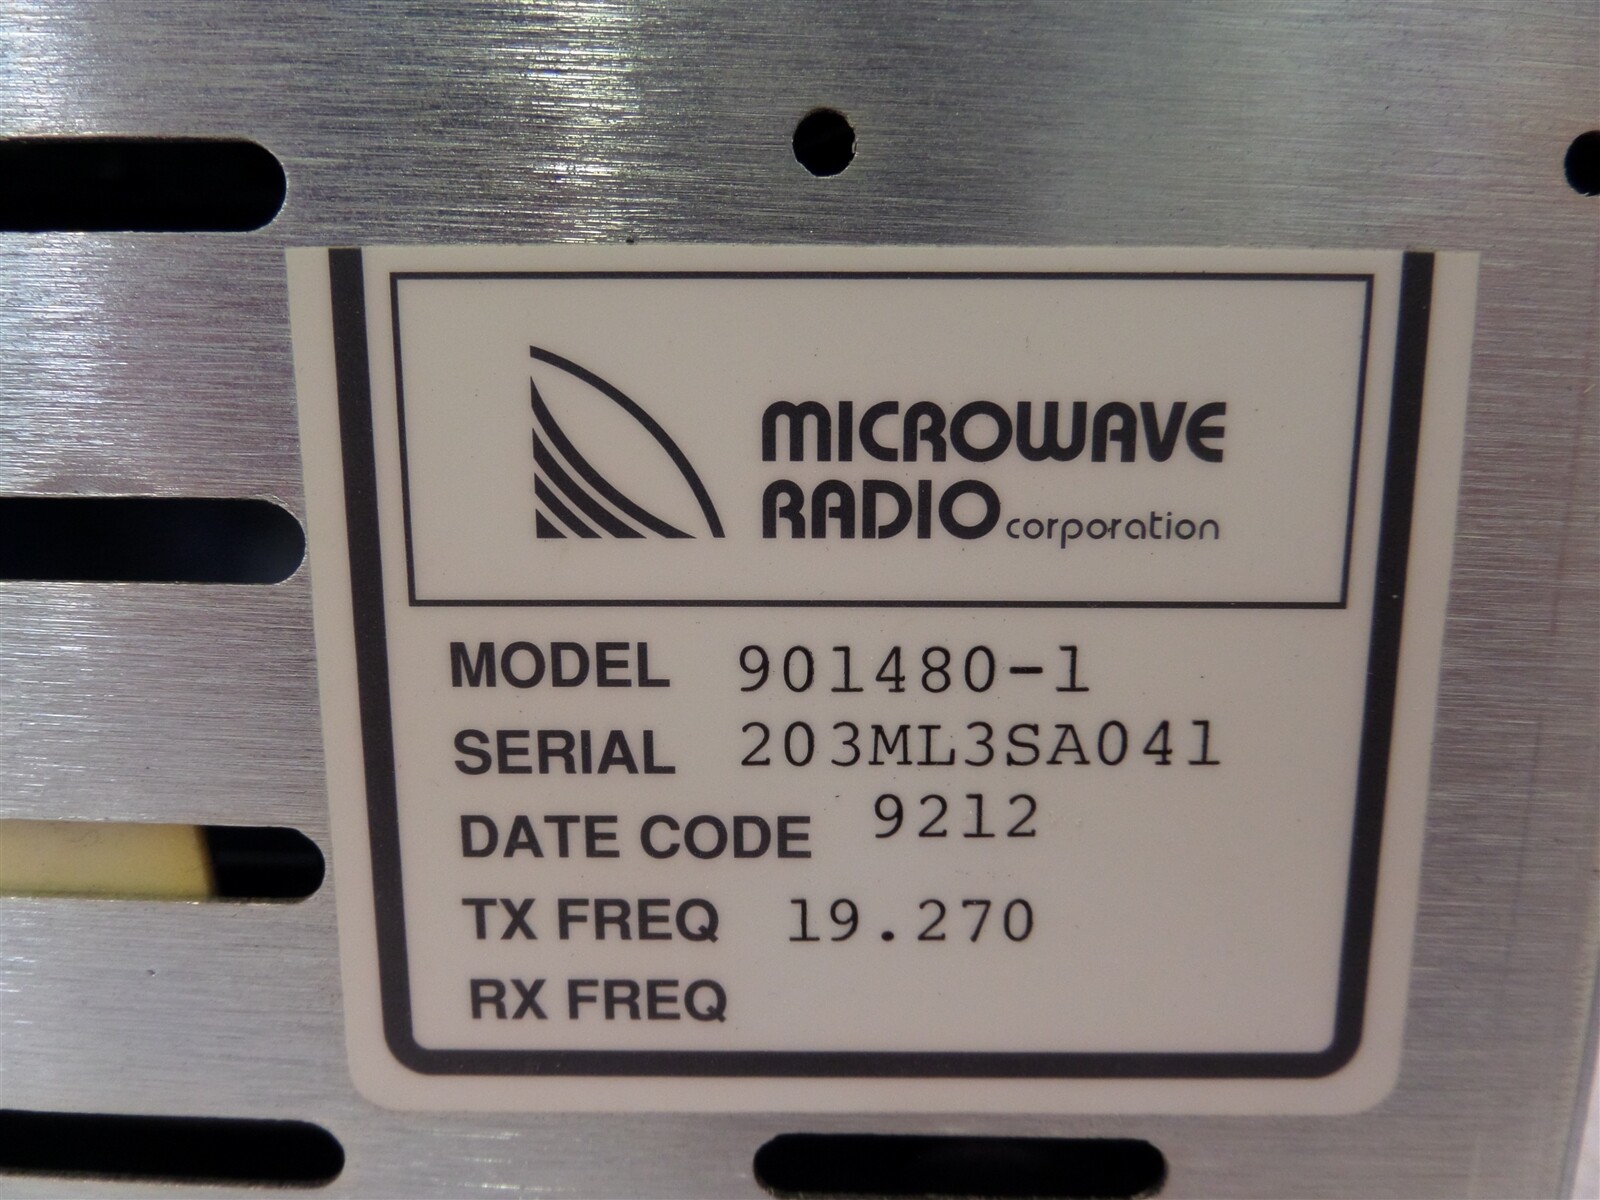 MICROWAVE
RADIO corporation
MODEL 901480-1
SERIAL 203ML3SA041
DATE CODE 9212
TX FREQ 19.270
RX FREQ